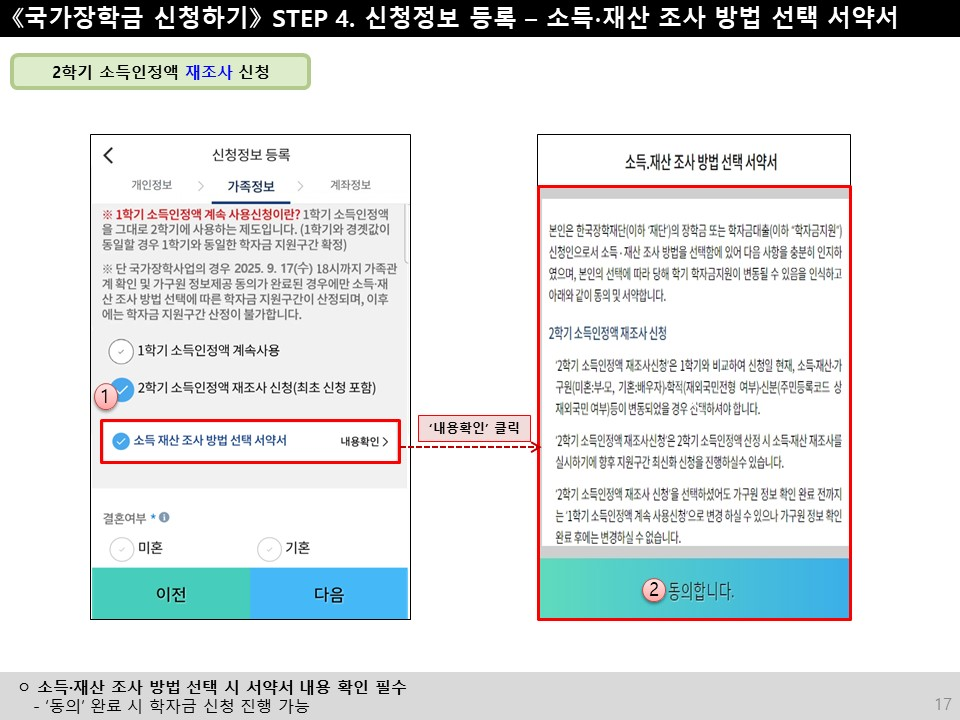 《국가장학금 신청하기》 STEP 4. 신청정보 등록 – 소득·재산 조사 방법 선택 서약서
2학기 소득인정액 재조사 신청
신청정보 등록
개인정보
가족정보
계좌정보
※ 1학기 소득인정액 계속 사용신청이란? 1학기 소득인정액
을 그대로 2학기에 사용하는 제도입니다. (1학기와 경곗값이
동일할 경우 1학기와 동일한 학자금 지원구간 확정)
※ 단 국가장학사업의 경우 2025. 9. 17(수) 18시까지 가족관
계 확인 및 가구원 정보제공 동의가 완료된 경우에만 소득·재
산 조사 방법 선택에 따른 학자금 지원구간이 산정되며, 이후
에는 학자금 지원구간 산정이 불가합니다.
1학기 소득인정액 계속사용
1
2학기 소득인정액 재조사 신청(최초 신청 포함)
소득 재산 조사 방법 선택 서약서
내용확인 >
결혼여부 *
미혼
기혼
이전
다음
‘내용확인’ 클릭
소득.재산 조사 방법 선택 서약서
본인은 한국장학재단(이하 ‘재단’)의 장학금 또는 학자금대출(이하 “학자금지원”)
신청인으로서 소득·재산 조사 방법을 선택함에 있어 다음 사항을 충분히 인지하
였으며, 본인의 선택에 따라 당해 학기 학자금지원이 변동될 수 있음을 인식하고
아래와 같이 동의 및 서약합니다.
2학기 소득인정액 재조사 신청
‘2학기 소득인정액 재조사신청’은 1학기와 비교하여 신청일 현재, 소득·재산·가
구원(미혼:부·모, 기혼:배우자)·학적(재외국민전형 여부)·신분(주민등록코드 상
재외국민 여부)등이 변동되었을 경우 선택하셔야 합니다.
‘2학기 소득인정액 재조사신청’은 2학기 소득인정액 산정 시 소득·재산 재조사를
실시하기에 향후 지원구간 최신화 신청을 진행하실수 있습니다.
‘2학기 소득인정액 재조사 신청’을 선택하셨어도 가구원 정보 확인 완료 전까지
는 ‘1학기 소득인정액 계속 사용신청’으로 변경 하실 수 있으나 가구원 정보 확인
완료 후에는 변경하실 수 없습니다.
2 동의합니다.
○ 소득·재산 조사 방법 선택 시 서약서 내용 확인 필수
- ‘동의’ 완료 시 학자금 신청 진행 가능
17